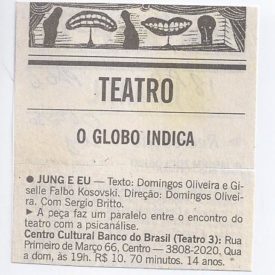 TEATRO
O GLOBO INDICA
● JUNG E EU — Texto: Domingos Oliveira e Gi-
selle Falbo Kosovski. Direção: Domingos Olivei-
ra. Com Sergio Britto.
► A peça faz um paralelo entre o encontro do
teatro com a psicanálise.
Centro Cultural Banco do Brasil (Teatro 3): Rua
Primeiro de Março 66, Centro — 3808-2020. Qua
a dom, às 19h. R$ 10. 70 minutos. 14 anos.